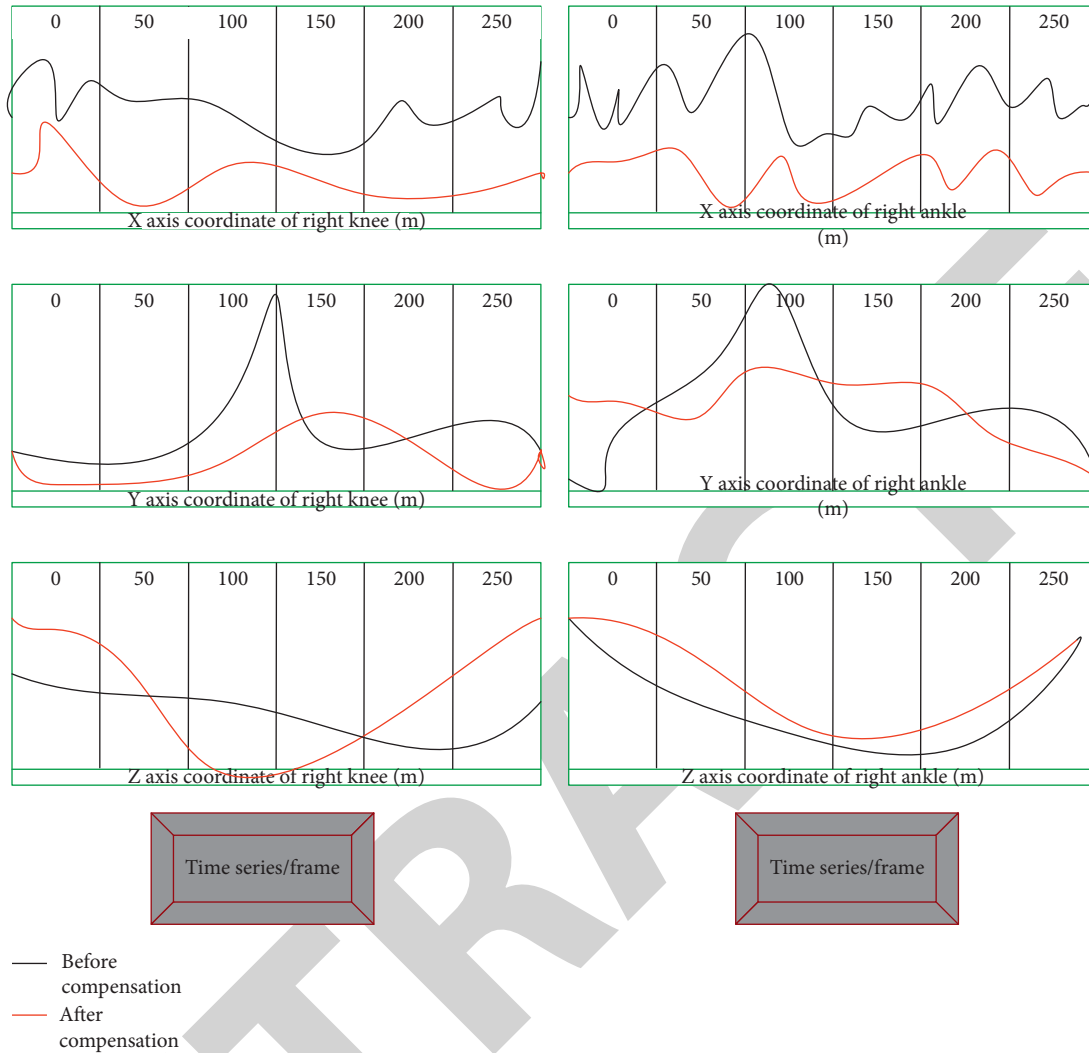 0 50 100 150 200 250
X axis coordinate of right knee (m)
0 50 100 150 200 250
X axis coordinate of right ankle
(m)
0 50 100 150 200 250
Y axis coordinate of right knee (m)
0 50 100 150 200 250
Y axis coordinate of right ankle
(m)
0 50 100 150 200 250
Z axis coordinate of right knee (m)
0 50 100 150 200 250
Z axis coordinate of right ankle (m)
Time series/frame
Time series/frame
Before
compensation
After
compensation
TRACT